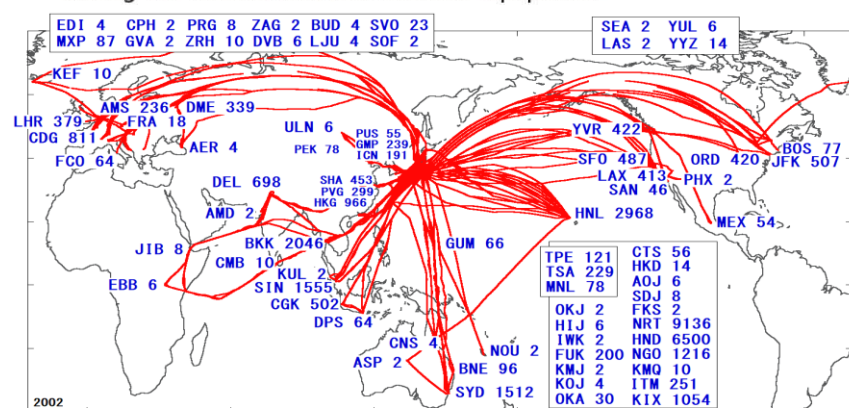 EDI 4 CPH 2 PRG 8 ZAG 2 BUD 4 SVO 23
MXP 87 GVA 2 ZRH 10 DVB 6 LJU 4 SOF 2
SEA 2 YUL 6
LAS 2 YYZ 14
KEF 10
AMS 236 DME 339
LHR 379 FRA 18
CDG 811
FCO 64 AER 4
ULN 6
PEK 78
PUS 55
GMP 239
ICN 191
YVR 422
SFO 487
ORD 420
BOS 77
JFK 507
LAX 413
SAN 46
PHX 2
MEX 54
DEL 698
SHA 453
PVG 299
HKG 966
AMD 2
HNL 2968
JIB 8
BKK 2046
CMB 10
GUM 66
EBB 6
KUL 2
SIN 1555
CGK 502
DPS 64
CNS 4
ASP 2
NOU 2
BNE 96
SYD 1512
TPE 121
TSA 229
MNL 78
OKJ 2
HIJ 6
IWK 2
FUK 200
KMJ 2
KOJ 4
OKA 30
CTS 56
HKD 14
AOJ 6
SDJ 8
FKS 2
NRT 9136
HND 6500
NGO 1216
KMQ 10
ITM 251
KIX 1054
2002